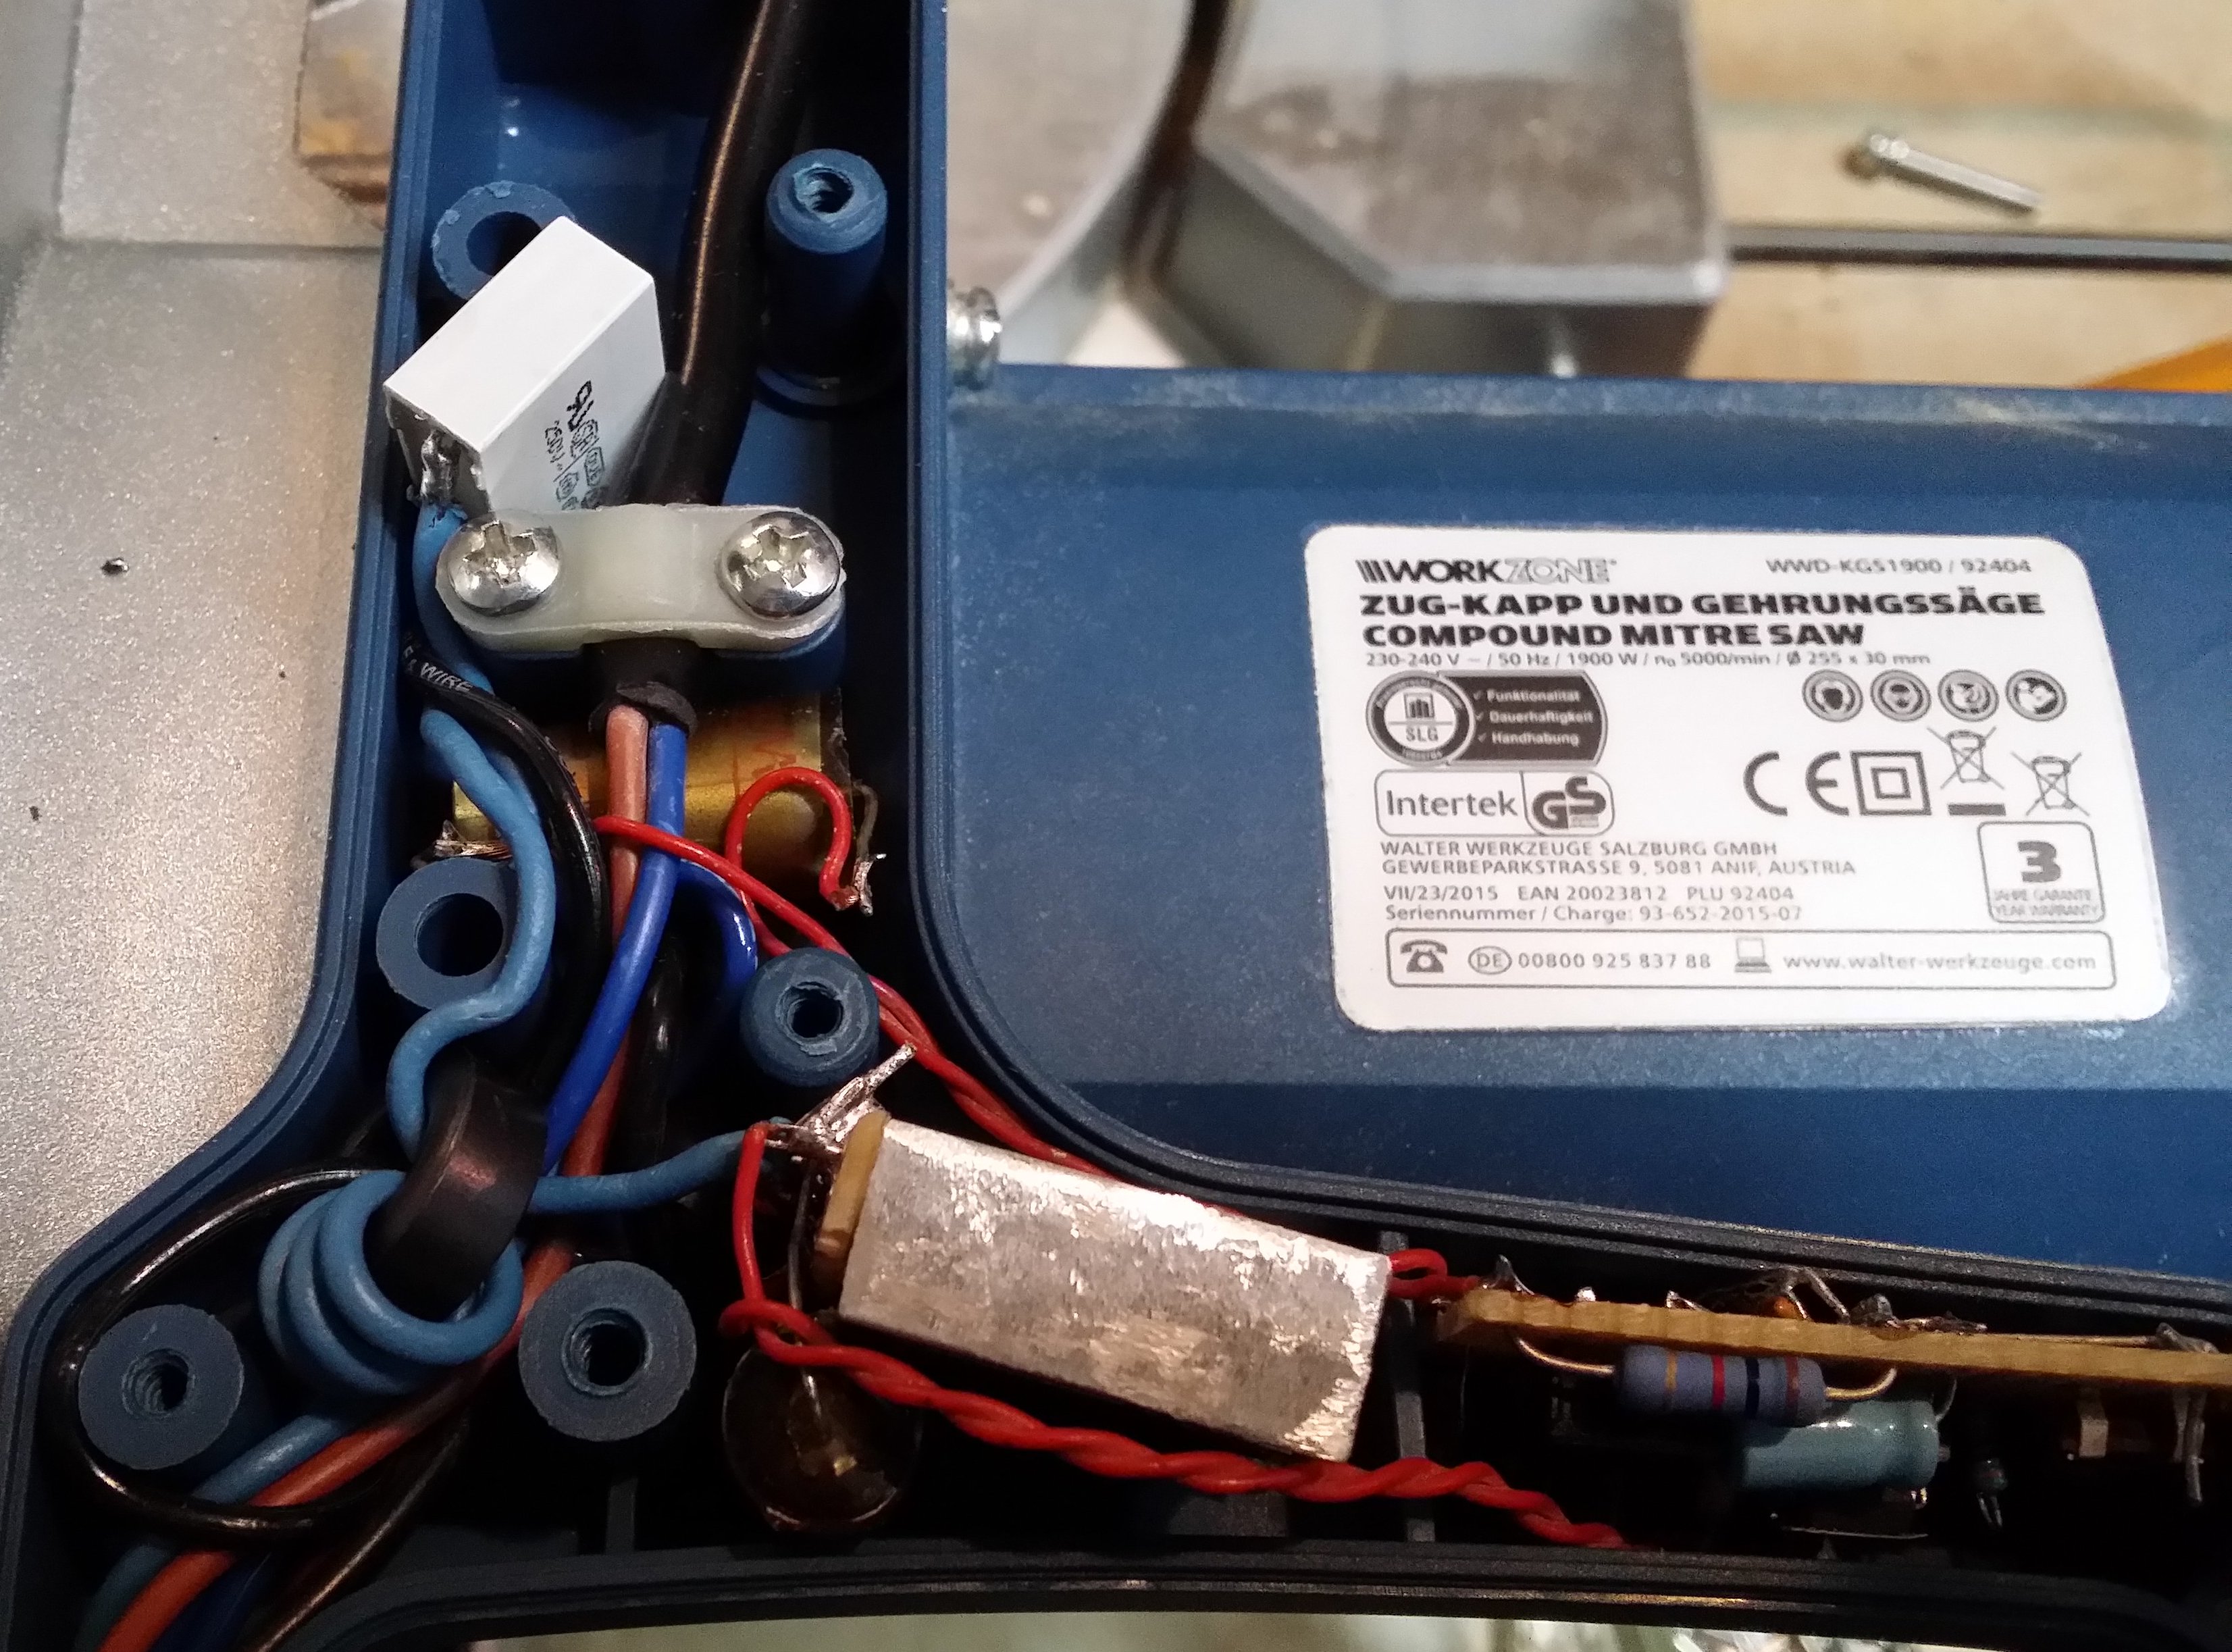 250V~
WIRE
WORKZONE WWD-KGS1900 / 92404
ZUG-KAPP UND GEHRUNGSSÄGE
COMPOUND MITRE SAW
230-240 V ~ / 50 Hz / 1900 W / n₀ 5000/min / Ø 255 x 30 mm
✓ Funktionalität
✓ Dauerhaftigkeit
✓ Handhabung
SLG
Intertek GS
CE
WALTER WERKZEUGE SALZBURG GMBH
GEWERBEPARKSTRASSE 9, 5081 ANIF, AUSTRIA
VII/23/2015 EAN 20023812 PLU 92404
Seriennummer / Charge: 93-652-2015-07
3
JAHRE GARANTIE
YEAR WARRANTY
DE 00800 925 837 88 www.walter-werkzeuge.com